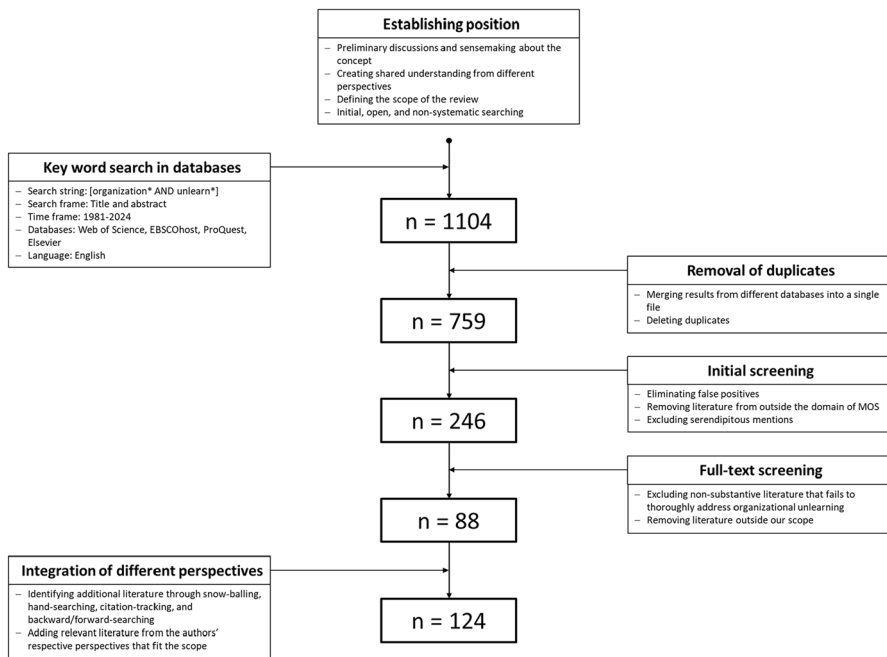 Establishing position
– Preliminary discussions and sensemaking about the
concept
– Creating shared understanding from different
perspectives
– Defining the scope of the review
– Initial, open, and non-systematic searching
Key word search in databases
– Search string: [organization* AND unlearn*]
– Search frame: Title and abstract
– Time frame: 1981-2024
– Databases: Web of Science, EBSCOhost, ProQuest,
Elsevier
– Language: English
n = 1104
Removal of duplicates
– Merging results from different databases into a single
file
– Deleting duplicates
n = 759
Initial screening
– Eliminating false positives
– Removing literature from outside the domain of MOS
– Excluding serendipitous mentions
n = 246
Full-text screening
– Excluding non-substantive literature that fails to
thoroughly address organizational unlearning
– Removing literature outside our scope
n = 88
Integration of different perspectives
– Identifying additional literature through snow-balling,
hand-searching, citation-tracking, and
backward/forward-searching
– Adding relevant literature from the authors’
respective perspectives that fit the scope
n = 124